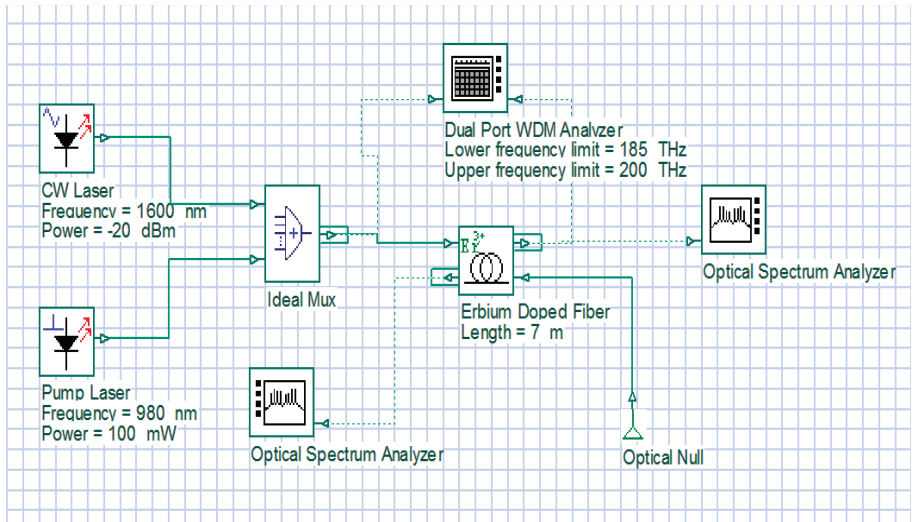 Dual Port WDM Analyzer
Lower frequency limit = 185 THz
Upper frequency limit = 200 THz
CW Laser
Frequency = 1600 nm
Power = -20 dBm
Ideal Mux
Er3+
Erbium Doped Fiber
Length = 7 m
Optical Spectrum Analyzer
Pump Laser
Frequency = 980 nm
Power = 100 mW
Optical Spectrum Analyzer
Optical Null